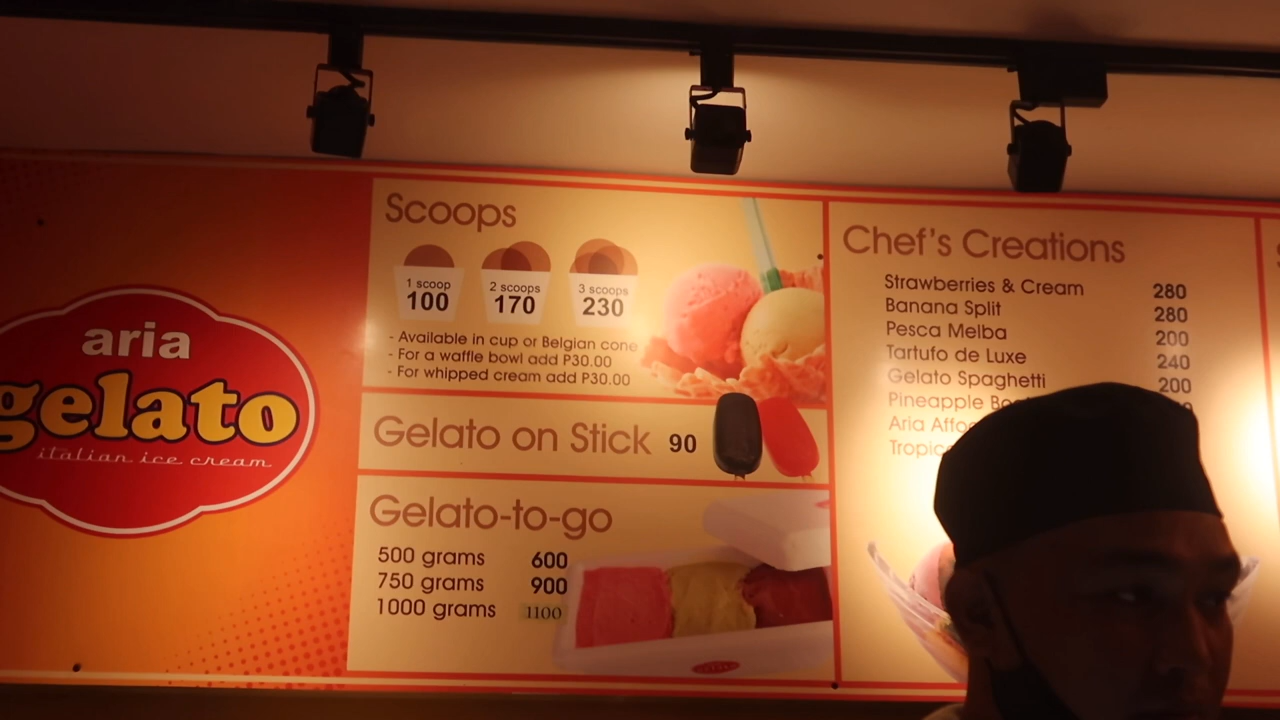 aria
gelato
italian ice cream
Scoops
1 scoop
100
2 scoops
170
3 scoops
230
- Available in cup or Belgian cone
- For a waffle bowl add P30.00
- For whipped cream add P30.00
Gelato on Stick 90
Gelato-to-go
500 grams 600
750 grams 900
1000 grams 1100
Chef's Creations
Strawberries & Cream 280
Banana Split 280
Pesca Melba 200
Tartufo de Luxe 240
Gelato Spaghetti 200
Pineapple
Aria